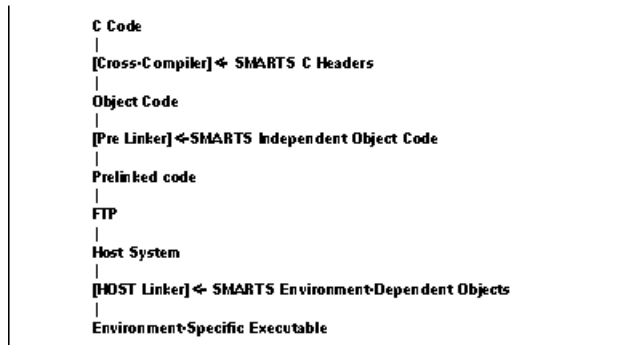 C Code
|
[Cross-Compiler] <- SMARTS C Headers
|
Object Code
|
[Pre Linker] <-SMARTS Independent Object Code
|
Prelinked code
|
FTP
|
Host System
|
[HOST Linker] <- SMARTS Environment-Dependent Objects
|
Environment-Specific Executable